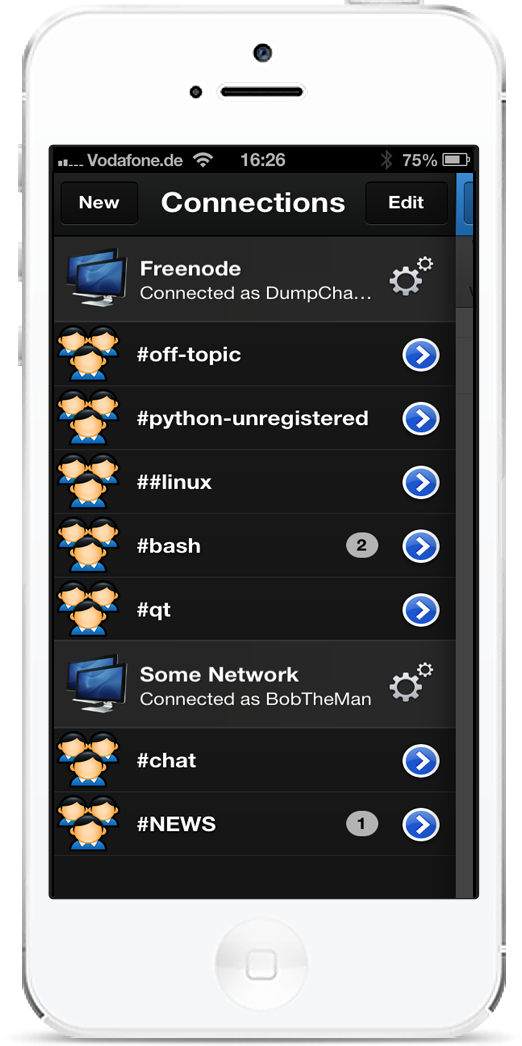 Vodafone.de 16:26 75%
New Connections Edit
Freenode
Connected as DumpCha...
#off-topic
#python-unregistered
##linux
#bash 2
#qt
Some Network
Connected as BobTheMan
#chat
#NEWS 1